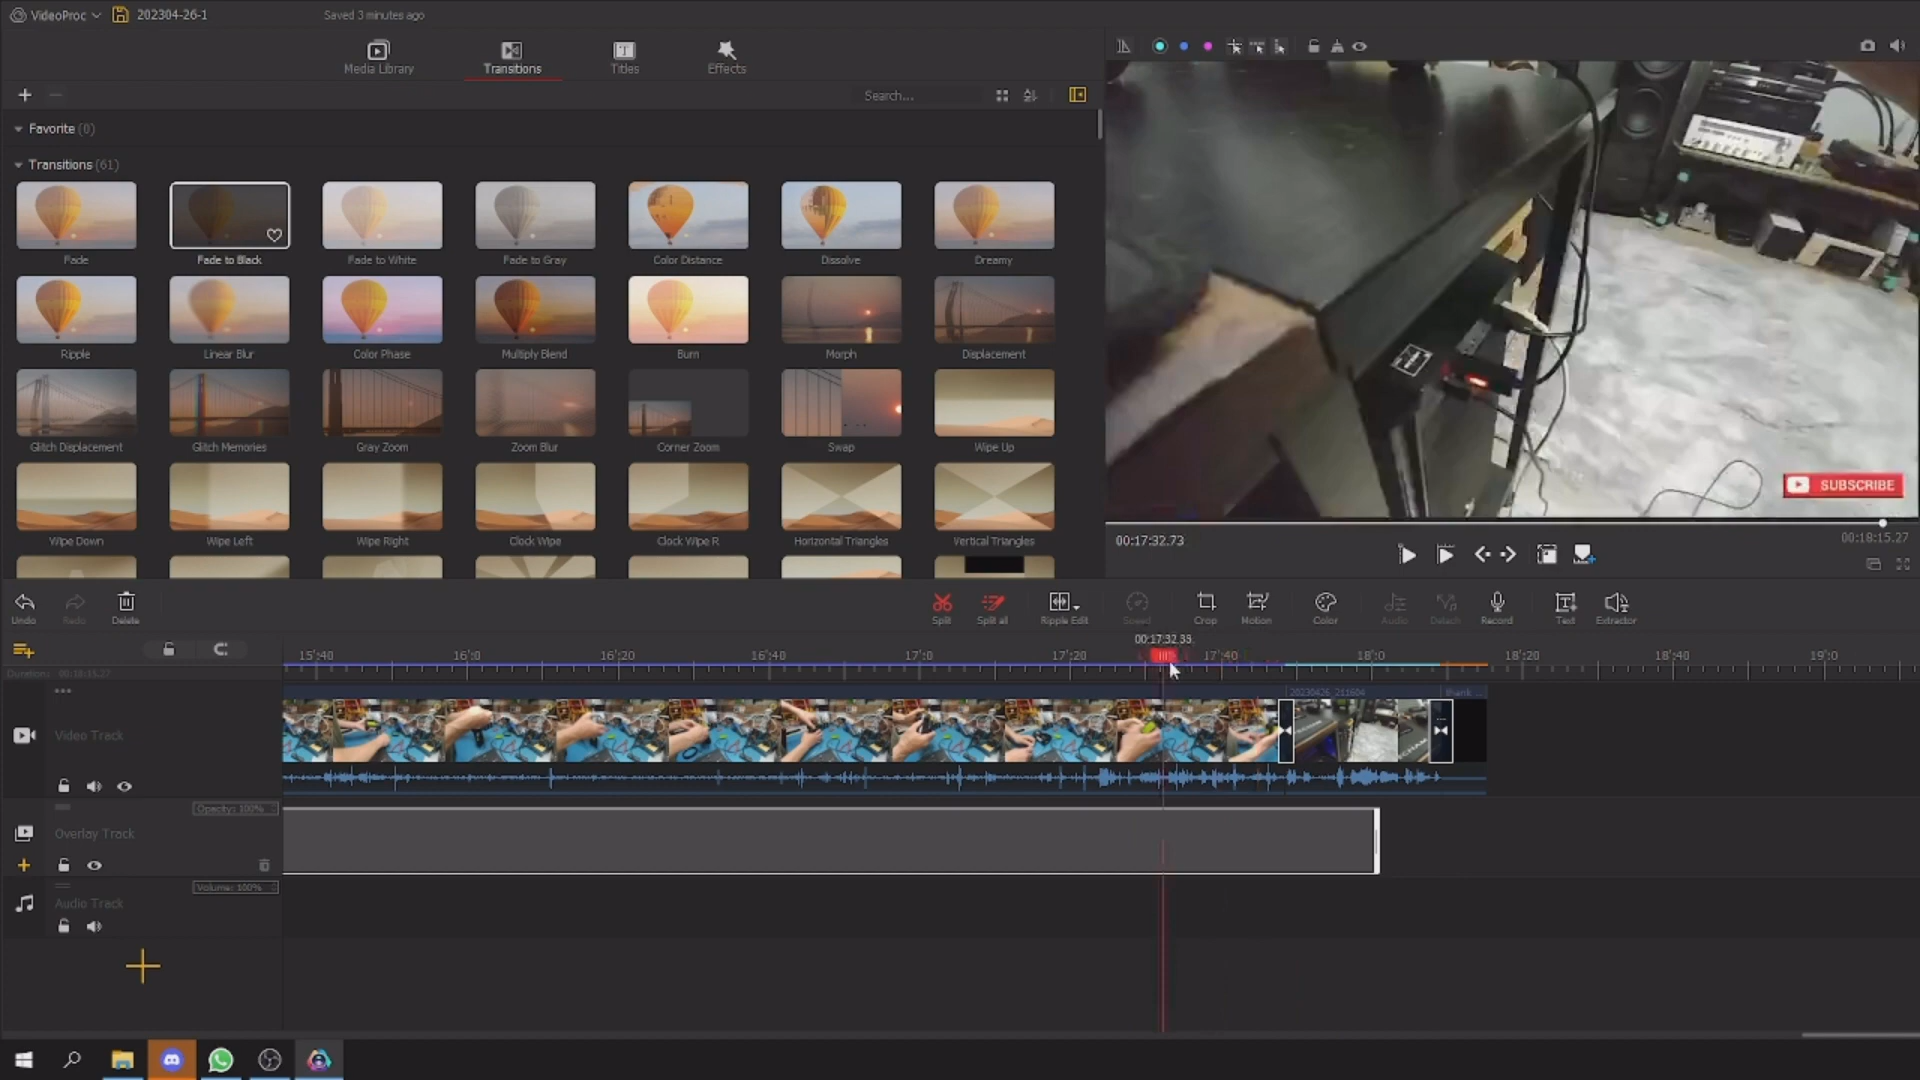 VideoProc
202304-26-1
Saved 3 minutes ago
Media Library
Transitions
Titles
Effects
Search...
Favorite (0)
Transitions (61)
Fade
Fade to Black
Fade to White
Fade to Gray
Color Distance
Dissolve
Dreamy
Ripple
Linear Blur
Color Phase
Multiply Blend
Burn
Morph
Displacement
Glitch Displacement
Glitch Memories
Gray Zoom
Zoom Blur
Corner Zoom
Swap
Wipe Up
Wipe Down
Wipe Left
Wipe Right
Clock Wipe
Clock Wipe R
Horizontal Triangles
Vertical Triangles
SUBSCRIBE
00:17:32.73
00:18:15.27
Undo
Redo
Delete
Split
Split all
Ripple Edit
Speed
Crop
Motion
Color
Audio
Detach
Record
Text
Extractor
00:17:32.33
15'40
16'0
16'20
16'40
17'0
17'20
17'40
18'0
18'20
18'40
19'0
Duration: 00:18:15.27
20230426_211604
thank ...
Video Track
Opacity: 100%
Overlay Track
Volume: 100%
Audio Track